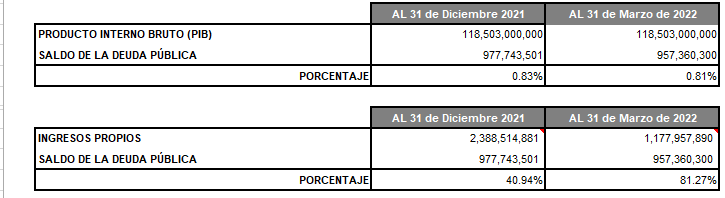 AL 31 de Diciembre 2021 AL 31 de Marzo de 2022
PRODUCTO INTERNO BRUTO (PIB) 118,503,000,000 118,503,000,000
SALDO DE LA DEUDA PÚBLICA 977,743,501 957,360,300
PORCENTAJE 0.83% 0.81%
AL 31 de Diciembre 2021 AL 31 de Marzo de 2022
INGRESOS PROPIOS 2,388,514,881 1,177,957,890
SALDO DE LA DEUDA PÚBLICA 977,743,501 957,360,300
PORCENTAJE 40.94% 81.27%